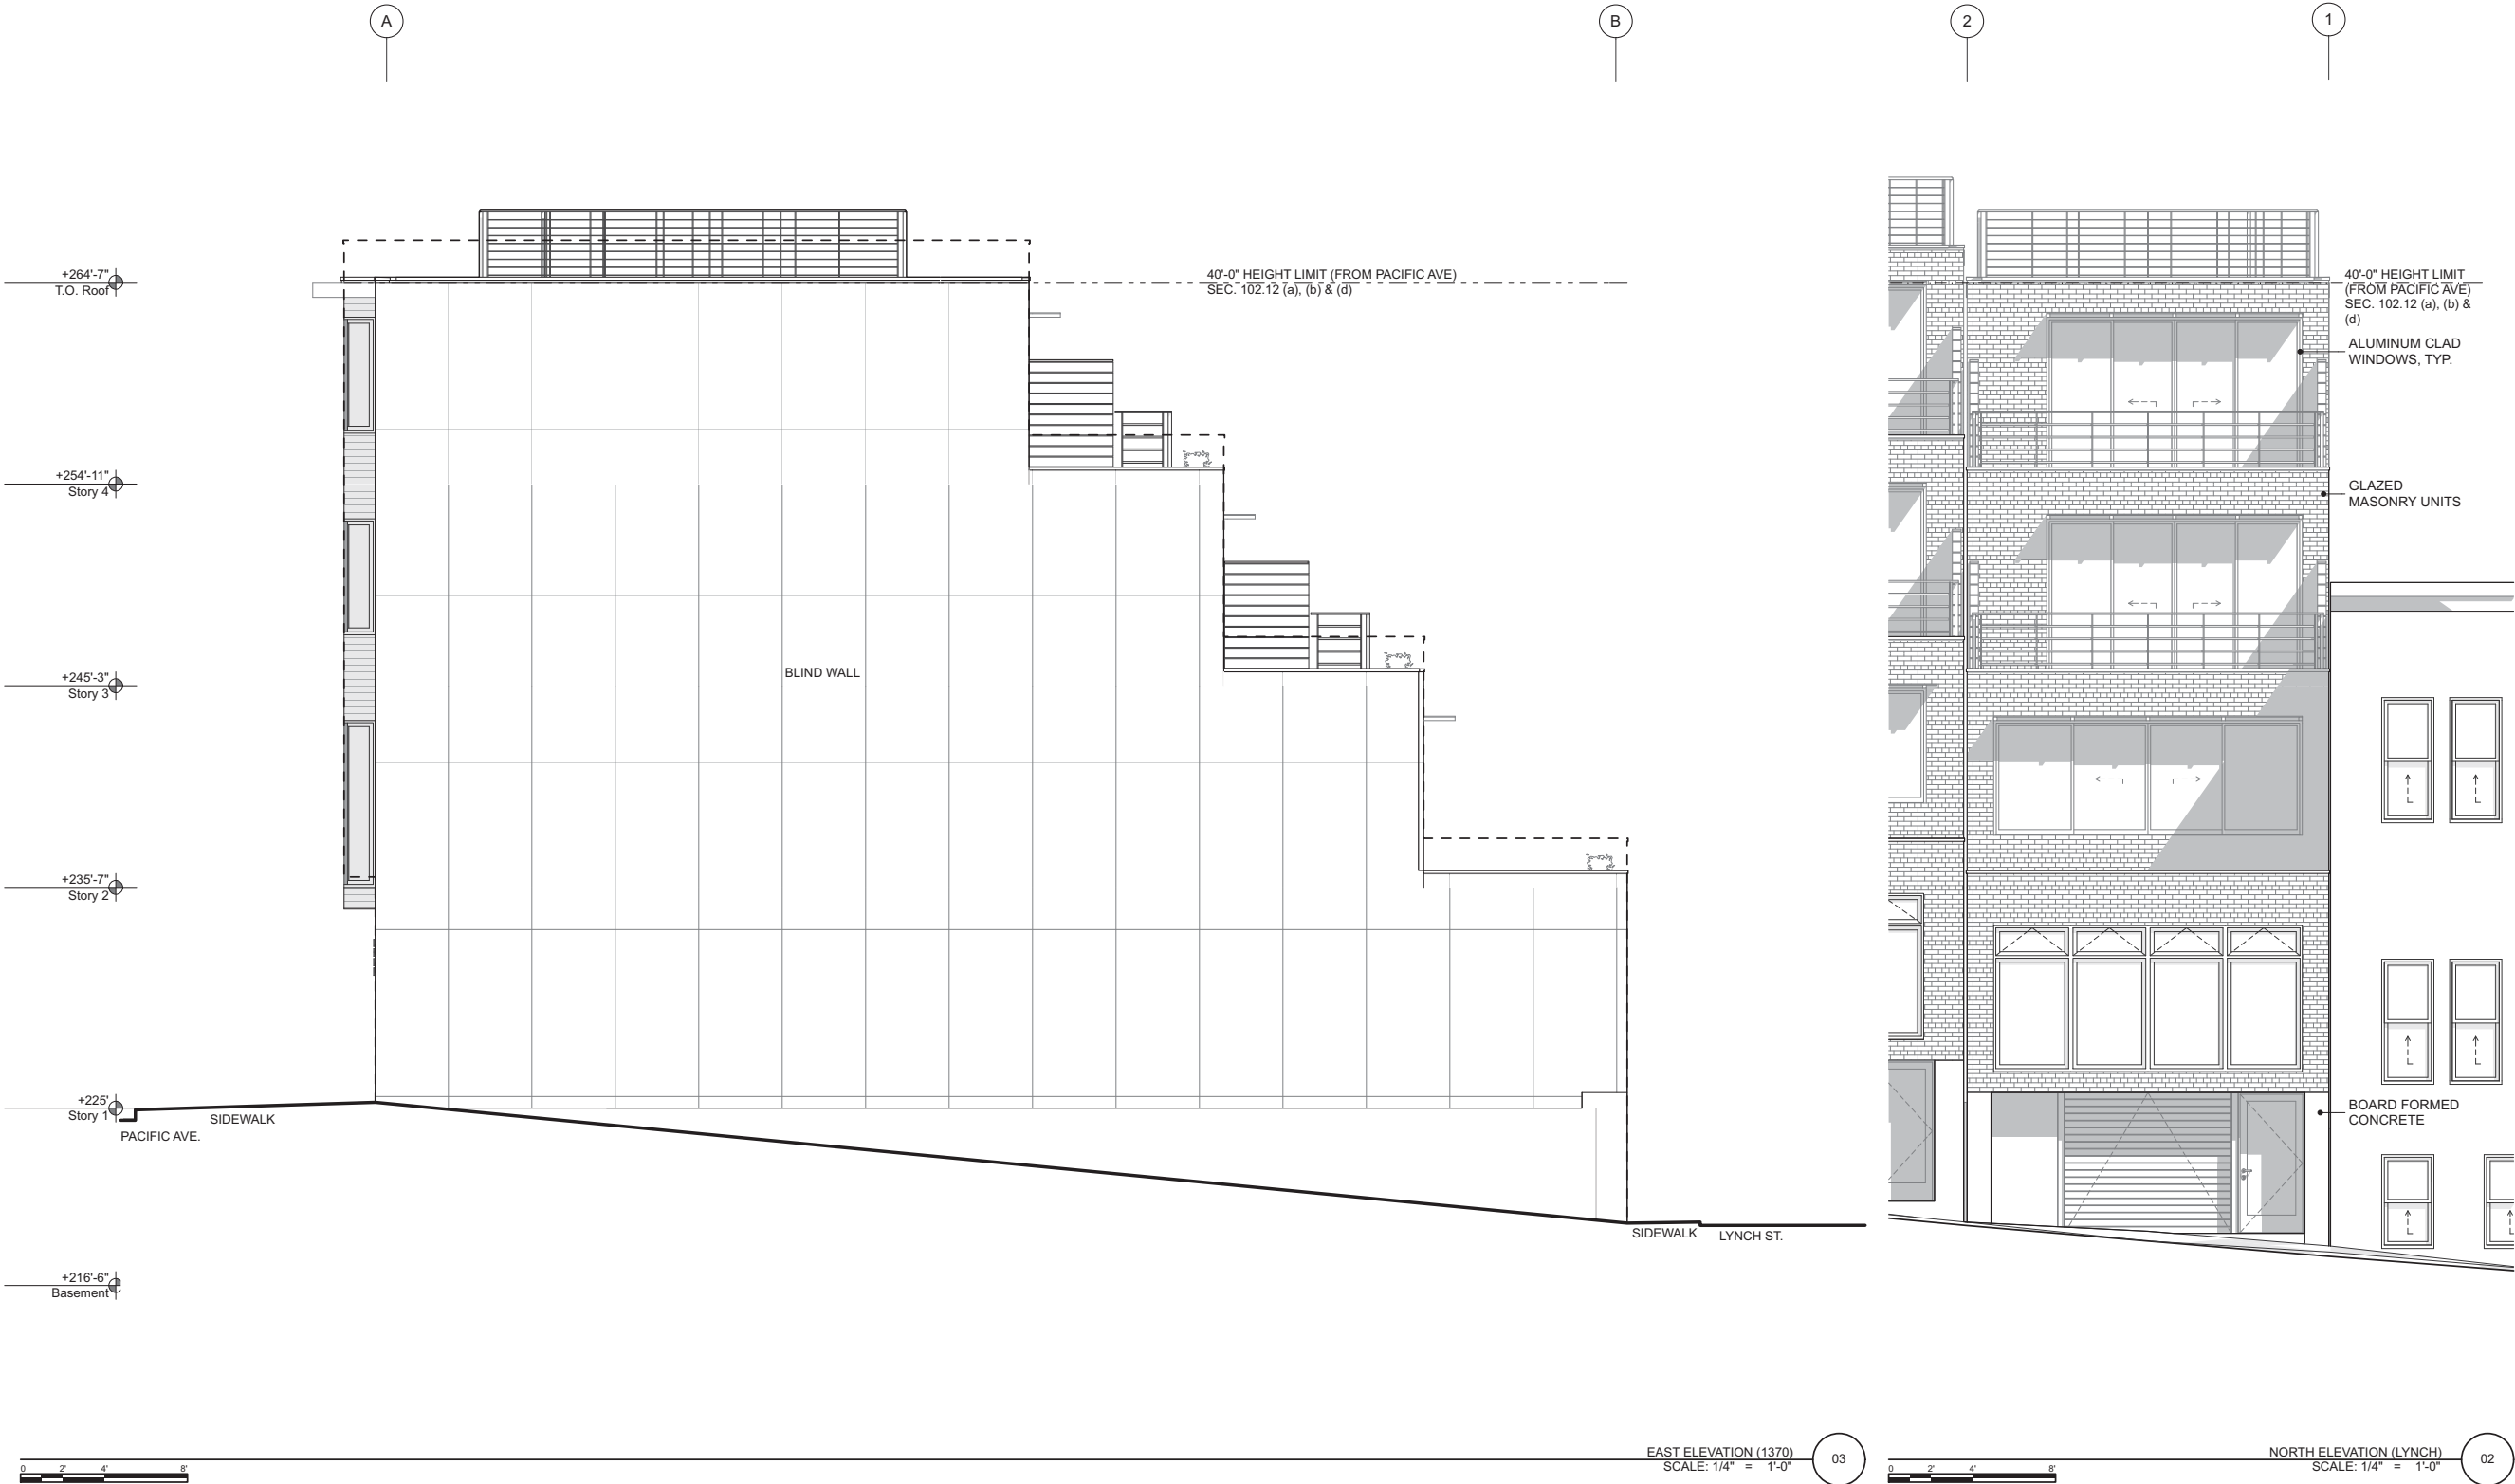 A
B
2
1
+264'-7"
T.O. Roof
40'-0" HEIGHT LIMIT (FROM PACIFIC AVE)
SEC. 102.12 (a), (b) & (d)
40'-0" HEIGHT LIMIT
(FROM PACIFIC AVE)
SEC. 102.12 (a), (b) &
(d)
ALUMINUM CLAD
WINDOWS, TYP.
+254'-11"
Story 4
GLAZED
MASONRY UNITS
BLIND WALL
+245'-3"
Story 3
+235'-7"
Story 2
+225'
Story 1
SIDEWALK
PACIFIC AVE.
BOARD FORMED
CONCRETE
SIDEWALK
LYNCH ST.
+216'-6"
Basement
0 2' 4' 8'
EAST ELEVATION (1370)
SCALE: 1/4" = 1'-0"
03
0 2' 4' 8'
NORTH ELEVATION (LYNCH)
SCALE: 1/4" = 1'-0"
02